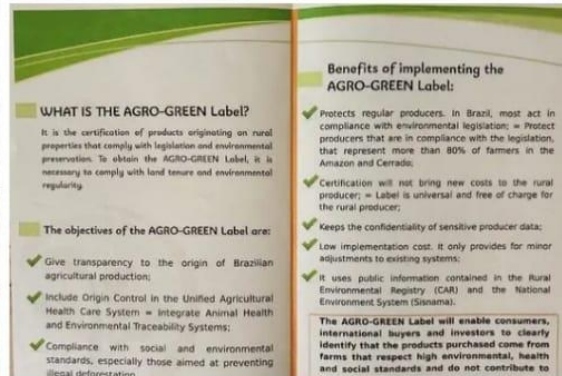 WHAT IS THE AGRO-GREEN Label?
It is the certification of products originating on rural
properties that comply with legislation and environmental
preservation. To obtain the AGRO-GREEN Label, it is
necessary to comply with land tenure and environmental
regularity.
The objectives of the AGRO-GREEN Label are:
Give transparency to the origin of Brazilian
agricultural production;
Include Origin Control in the Unified Agricultural
Health Care System = Integrate Animal Health
and Environmental Traceability Systems;
Compliance with social and environmental
standards, especially those aimed at preventing
illegal deforestation
Benefits of implementing the
AGRO-GREEN Label:
Protects regular producers. In Brazil, most act in
compliance with environmental legislation; = Protect
producers that are in compliance with the legislation,
that represent more than 80% of farmers in the
Amazon and Cerrado;
Certification will not bring new costs to the rural
producer; = Label is universal and free of charge for
the rural producer;
Keeps the confidentiality of sensitive producer data;
Low implementation cost. It only provides for minor
adjustments to existing systems;
It uses public information contained in the Rural
Environmental Registry (CAR) and the National
Environment System (Sisnama).
The AGRO-GREEN Label will enable consumers,
international buyers and investors to clearly
identify that the products purchased come from
farms that respect high environmental, health
and social standards and do not contribute to